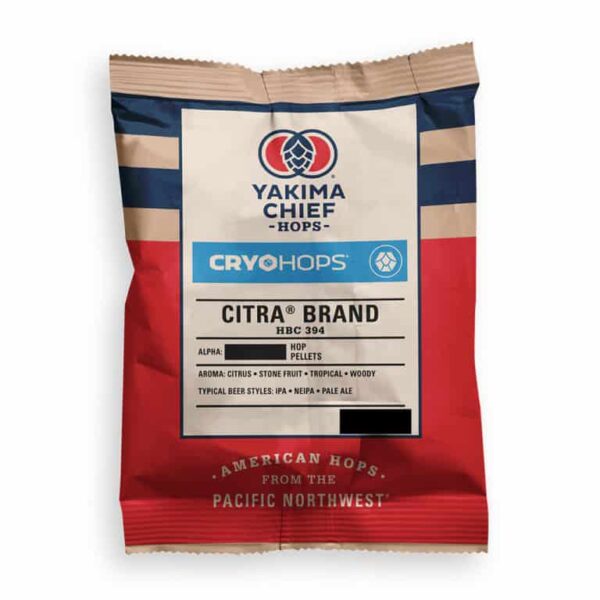 YAKIMA
CHIEF
-HOPS-
CRYOHOPS®
CITRA® BRAND
HBC 394
ALPHA: HOP
PELLETS
AROMA: CITRUS • STONE FRUIT • TROPICAL • WOODY
TYPICAL BEER STYLES: IPA • NEIPA • PALE ALE
• AMERICAN HOPS •
FROM THE
PACIFIC NORTHWEST